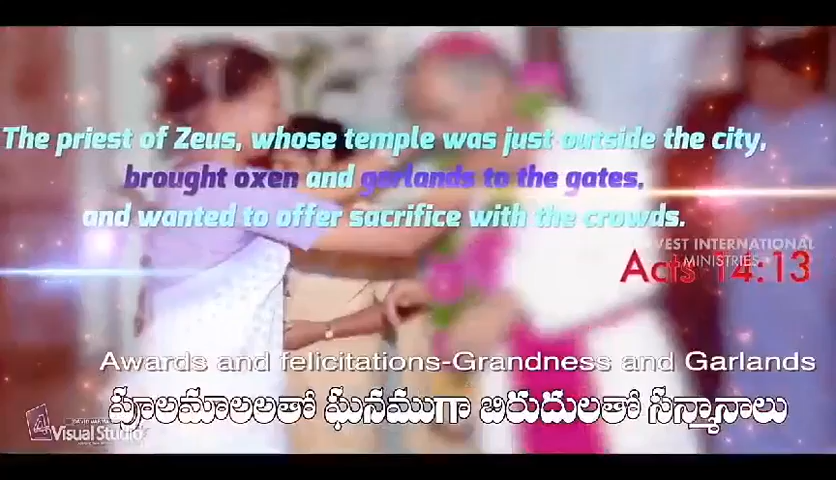 The priest of Zeus, whose temple was just outside the city,
brought oxen and garlands to the gates,
and wanted to offer sacrifice with the crowds.
VEST INTERNATIONAL
MINISTRIES
Acts 14:13
Awards and felicitations-Grandness and Garlands
పూలమాలలతో ఘనముగా బిరుదులతో సన్మానాలు
Visual Studio